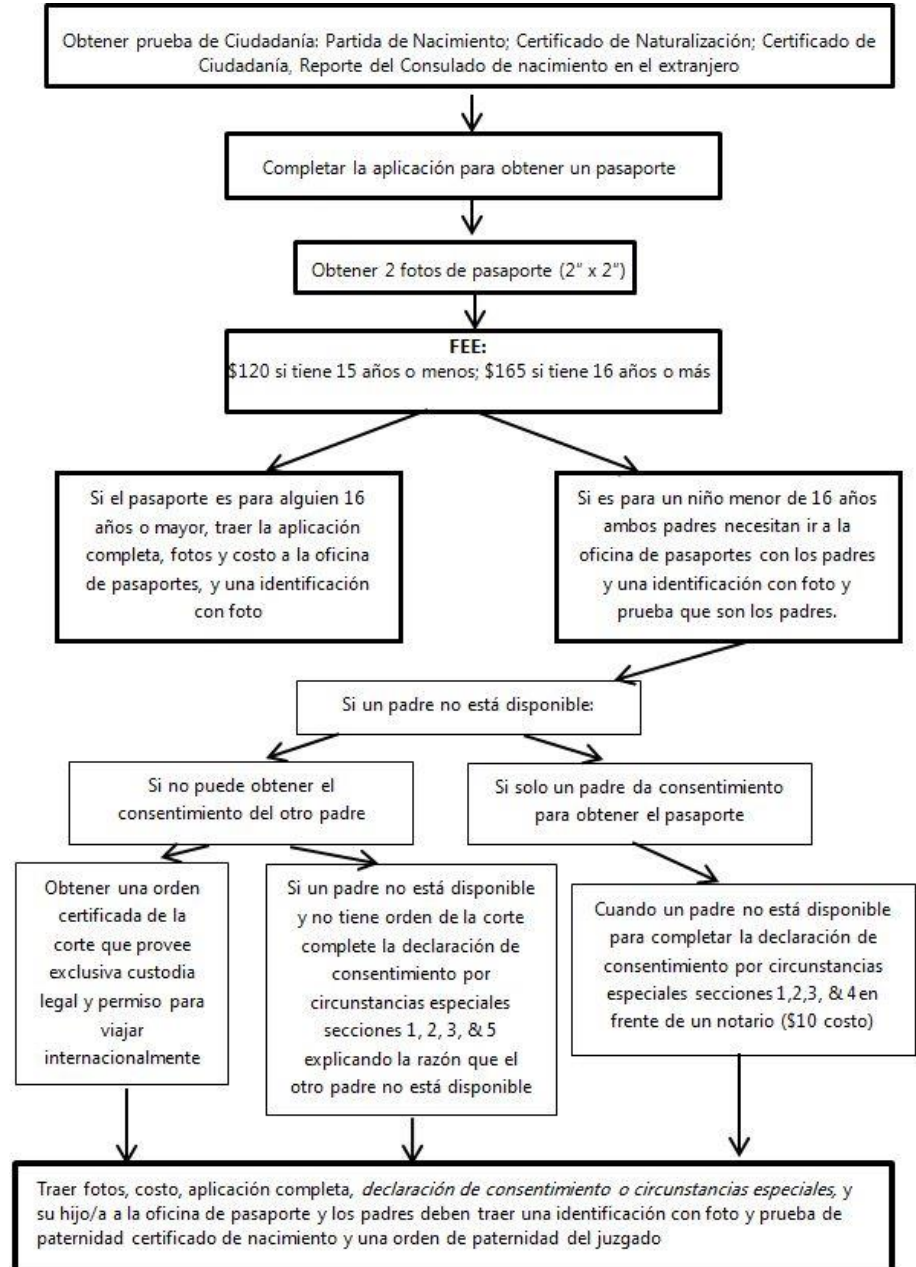 Obtener prueba de Ciudadanía: Partida de Nacimiento; Certificado de Naturalización; Certificado de
Ciudadanía, Reporte del Consulado de nacimiento en el extranjero
Completar la aplicación para obtener un pasaporte
Obtener 2 fotos de pasaporte (2" x 2")
FEE:
$120 si tiene 15 años o menos; $165 si tiene 16 años o más
Si el pasaporte es para alguien 16
años o mayor, traer la aplicación
completa, fotos y costo a la oficina
de pasaportes, y una identificación
con foto
Si es para un niño menor de 16 años
ambos padres necesitan ir a la
oficina de pasaportes con los padres
y una identificación con foto y
prueba que son los padres.
Si un padre no está disponible:
Si no puede obtener el
consentimiento del otro padre
Si solo un padre da consentimiento
para obtener el pasaporte
Obtener una orden
certificada de la
corte que provee
exclusiva custodia
legal y permiso para
viajar
internacionalmente
Si un padre no está disponible
y no tiene orden de la corte
complete la declaración de
consentimiento por
circunstancias especiales
secciones 1, 2, 3, & 5
explicando la razón que el
otro padre no está disponible
Cuando un padre no está disponible
para completar la declaración de
consentimiento por circunstancias
especiales secciones 1,2,3, & 4 en
frente de un notario ($10 costo)
Traer fotos, costo, aplicación completa, declaración de consentimiento o circunstancias especiales, y
su hijo/a a la oficina de pasaporte y los padres deben traer una identificación con foto y prueba de
paternidad certificado de nacimiento y una orden de paternidad del juzgado